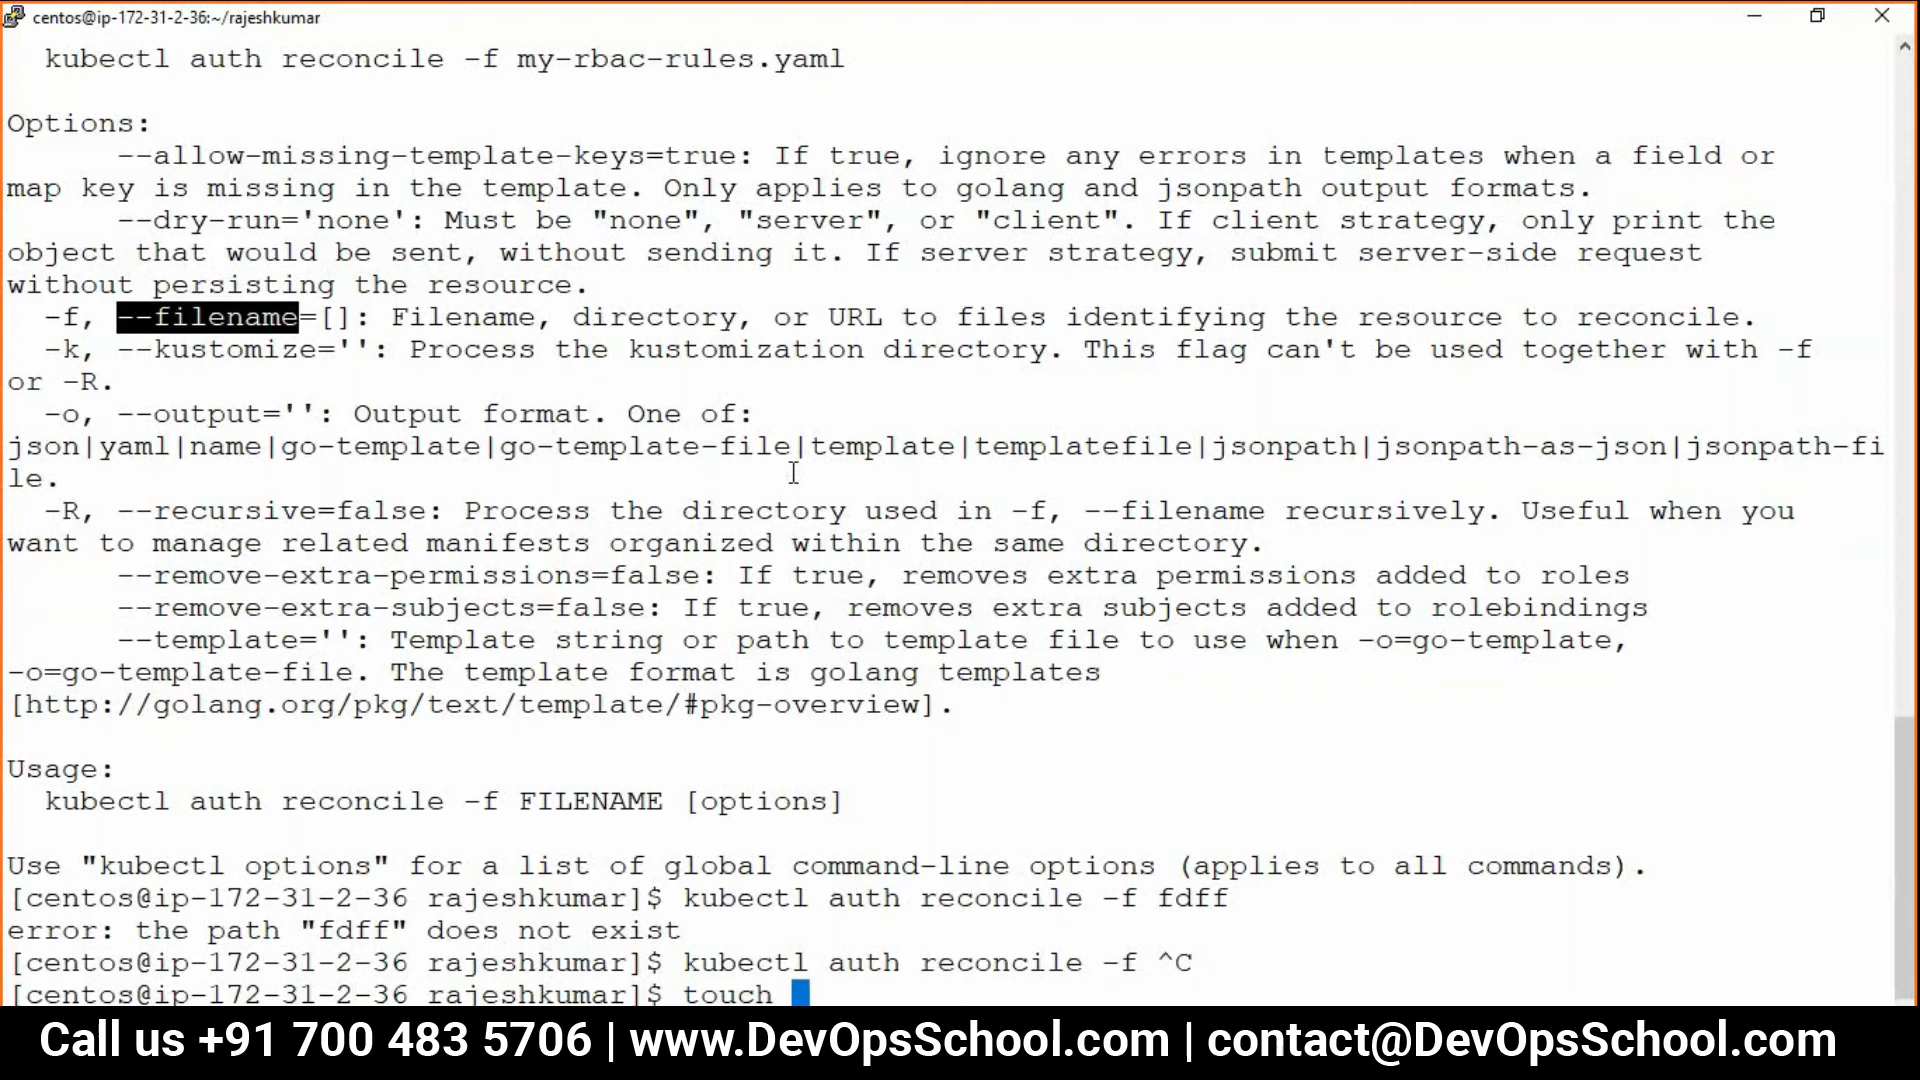 centos@ip-172-31-2-36:~/rajeshkumar
kubectl auth reconcile -f my-rbac-rules.yaml
Options:
--allow-missing-template-keys=true: If true, ignore any errors in templates when a field or
map key is missing in the template. Only applies to golang and jsonpath output formats.
--dry-run='none': Must be "none", "server", or "client". If client strategy, only print the
object that would be sent, without sending it. If server strategy, submit server-side request
without persisting the resource.
-f, --filename=[]: Filename, directory, or URL to files identifying the resource to reconcile.
-k, --kustomize='': Process the kustomization directory. This flag can't be used together with -f
or -R.
-o, --output='': Output format. One of:
json|yaml|name|go-template|go-template-file|template|templatefile|jsonpath|jsonpath-as-json|jsonpath-fi
le.
-R, --recursive=false: Process the directory used in -f, --filename recursively. Useful when you
want to manage related manifests organized within the same directory.
--remove-extra-permissions=false: If true, removes extra permissions added to roles
--remove-extra-subjects=false: If true, removes extra subjects added to rolebindings
--template='': Template string or path to template file to use when -o=go-template,
-o=go-template-file. The template format is golang templates
[http://golang.org/pkg/text/template/#pkg-overview].
Usage:
kubectl auth reconcile -f FILENAME [options]
Use "kubectl options" for a list of global command-line options (applies to all commands).
[centos@ip-172-31-2-36 rajeshkumar]$ kubectl auth reconcile -f fdff
error: the path "fdff" does not exist
[centos@ip-172-31-2-36 rajeshkumar]$ kubectl auth reconcile -f ^C
[centos@ip-172-31-2-36 rajeshkumar]$ touch
Call us +91 700 483 5706 | www.DevOpsSchool.com | contact@DevOpsSchool.com